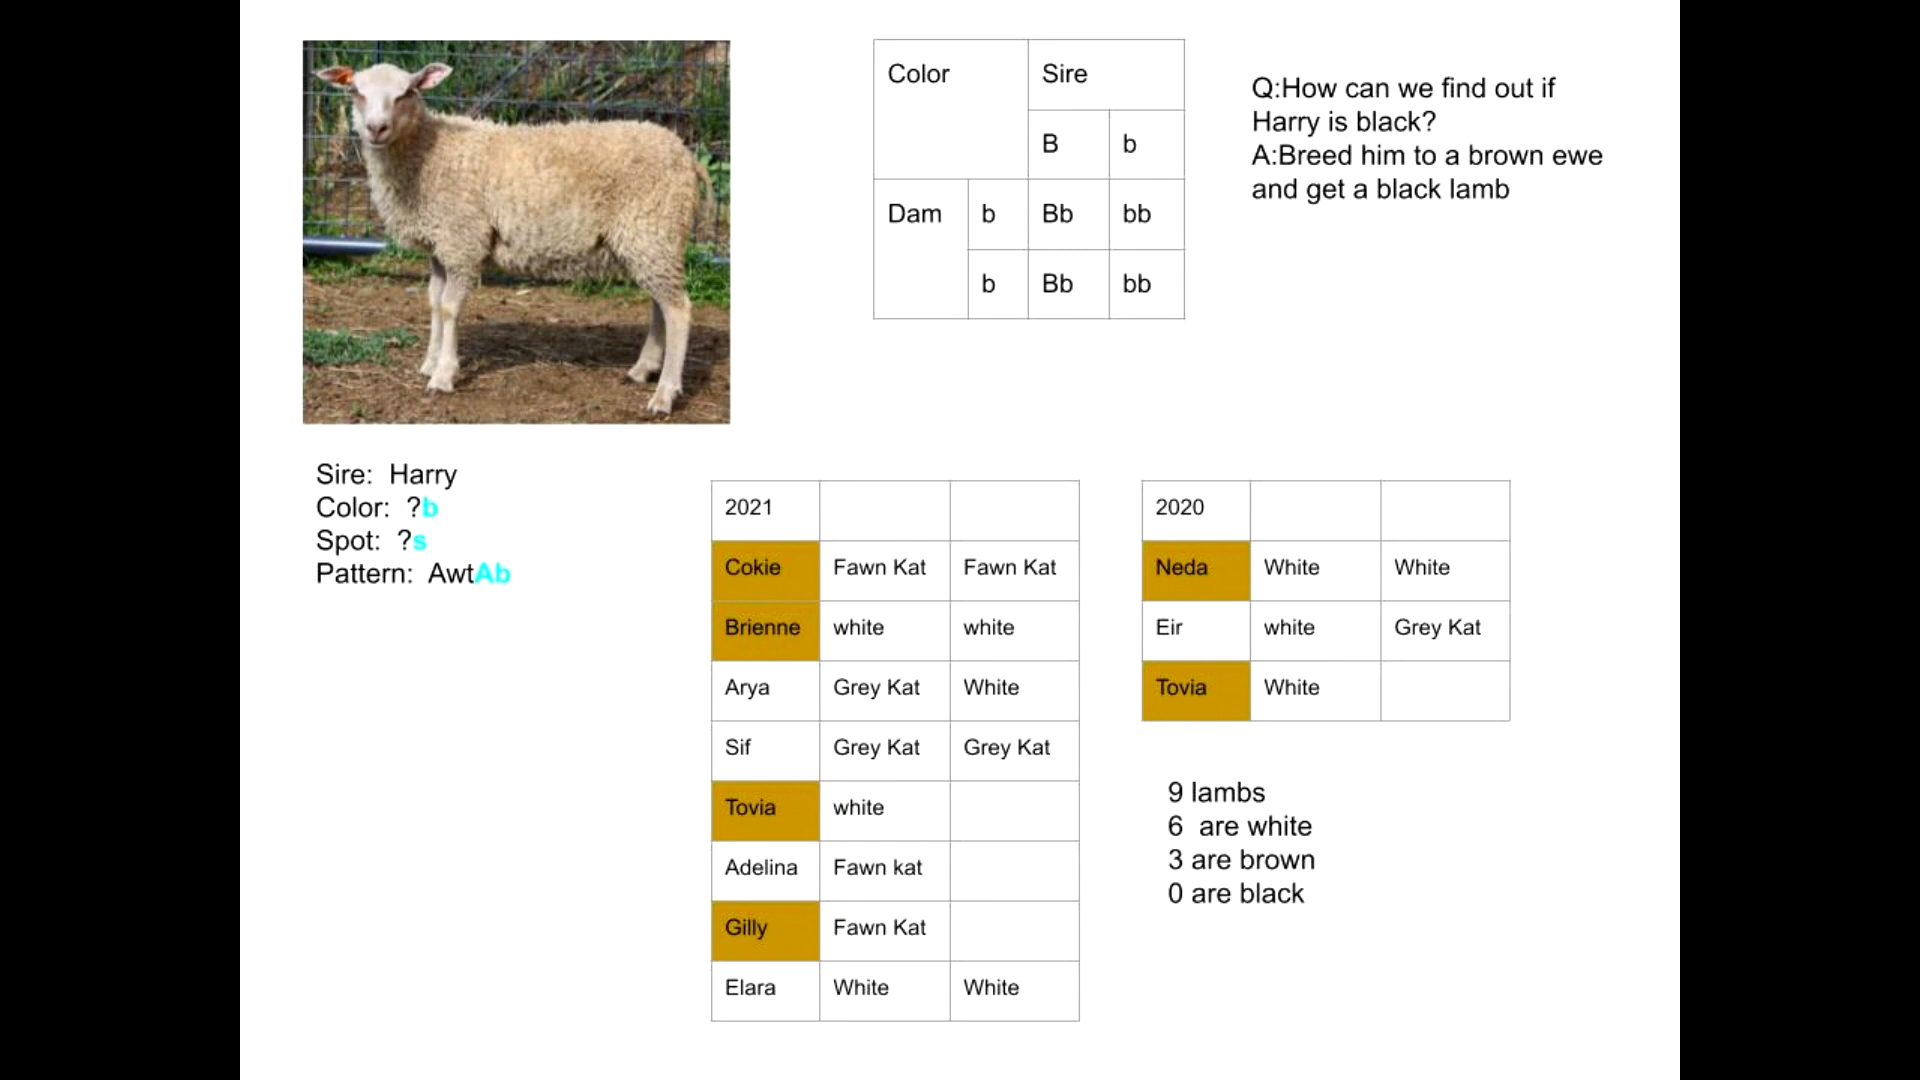 Color Sire
B b
Dam b Bb bb
b Bb bb
Q:How can we find out if
Harry is black?
A:Breed him to a brown ewe
and get a black lamb
Sire: Harry
Color: ?b
Spot: ?s
Pattern: AwtAb
2021
Cokie Fawn Kat Fawn Kat
Brienne white white
Arya Grey Kat White
Sif Grey Kat Grey Kat
Tovia white
Adelina Fawn kat
Gilly Fawn Kat
Elara White White
2020
Neda White White
Eir white Grey Kat
Tovia White
9 lambs
6 are white
3 are brown
0 are black